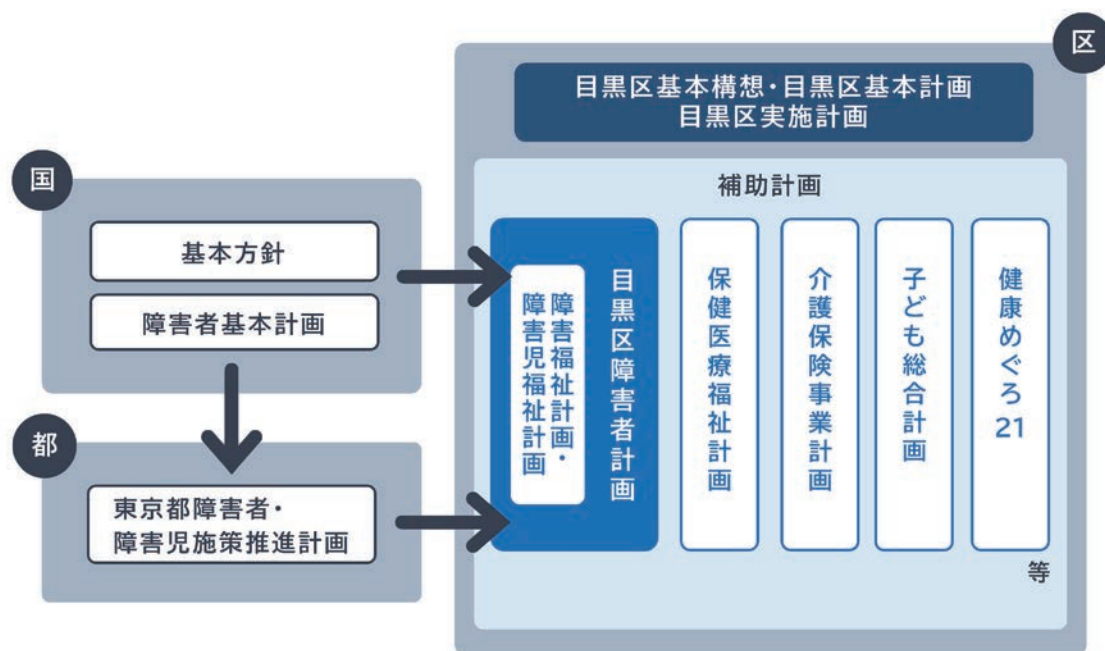 区
目黒区基本構想・目黒区基本計画
目黒区実施計画
国
基本方針
障害者基本計画
都
東京都障害者・
障害児施策推進計画
補助計画
目黒区障害者計画
障害福祉計画・
障害児福祉計画
保健医療福祉計画
介護保険事業計画
子ども総合計画
健康めぐろ21
等